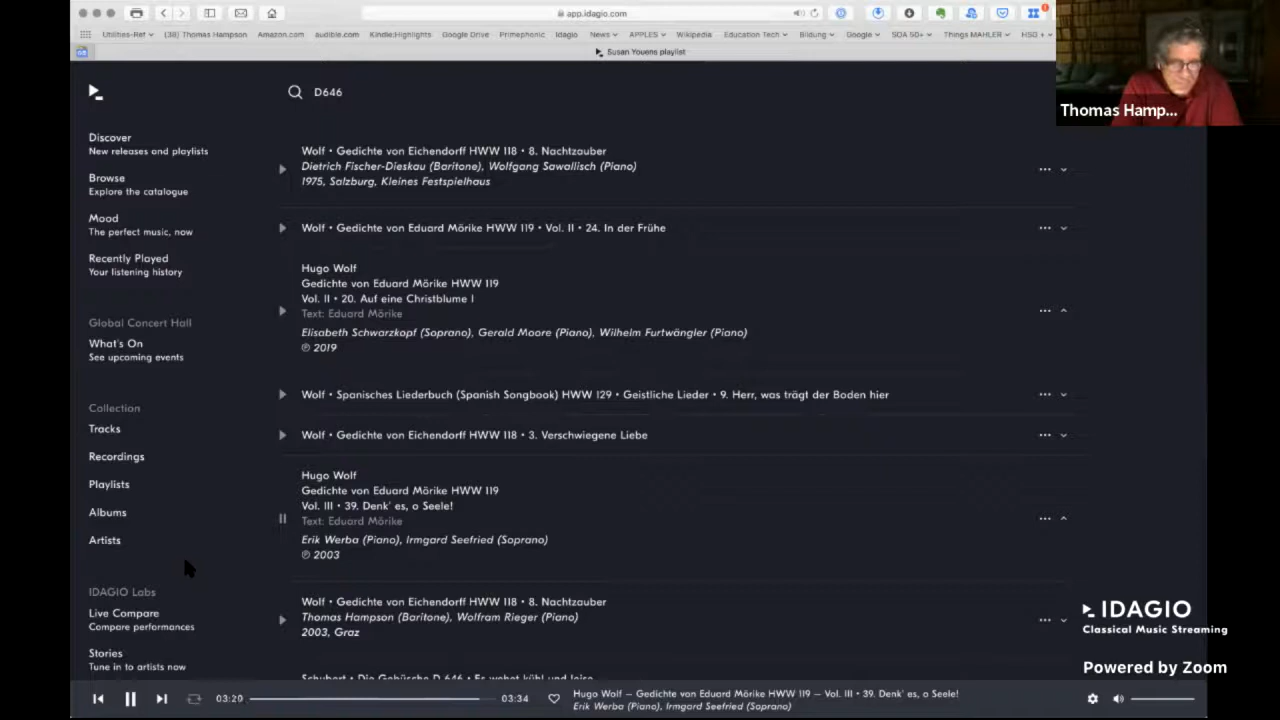 app.idagio.com
Utilities-Ref
(38) Thomas Hampson
Amazon.com
audible.com
Kindle:Highlights
Google Drive
Primephonic
Idagio
News
APPLES
Wikipedia
Education Tech
Bildung
Google
SOA 50+
Things MAHLER
HSO +
Susan Youens playlist
Thomas Hamp...
D646
Discover
New releases and playlists
Browse
Explore the catalogue
Mood
The perfect music, now
Recently Played
Your listening history
Global Concert Hall
What's On
See upcoming events
Collection
Tracks
Recordings
Playlists
Albums
Artists
IDAGIO Labs
Live Compare
Compare performances
Stories
Tune in to artists now
Wolf • Gedichte von Eichendorff HWW 118 • 8. Nachtzauber
Dietrich Fischer-Dieskau (Baritone), Wolfgang Sawallisch (Piano)
1975, Salzburg, Kleines Festspielhaus
Wolf • Gedichte von Eduard Mörike HWW 119 • Vol. II • 24. In der Frühe
Hugo Wolf
Gedichte von Eduard Mörike HWW 119
Vol. II • 20. Auf eine Christblume I
Text: Eduard Mörike
Elisabeth Schwarzkopf (Soprano), Gerald Moore (Piano), Wilhelm Furtwängler (Piano)
℗ 2019
Wolf • Spanisches Liederbuch (Spanish Songbook) HWW 129 • Geistliche Lieder • 9. Herr, was trägt der Boden hier
Wolf • Gedichte von Eichendorff HWW 118 • 3. Verschwiegene Liebe
Hugo Wolf
Gedichte von Eduard Mörike HWW 119
Vol. III • 39. Denk' es, o Seele!
Text: Eduard Mörike
Erik Werba (Piano), Irmgard Seefried (Soprano)
℗ 2003
Wolf • Gedichte von Eichendorff HWW 118 • 8. Nachtzauber
Thomas Hampson (Baritone), Wolfram Rieger (Piano)
2003, Graz
Schubert • Die Gebüsche D 646 • Es wehet kühl und leise
IDAGIO
Classical Music Streaming
Powered by Zoom
03:20
03:34
Hugo Wolf – Gedichte von Eduard Mörike HWW 119 – Vol. III • 39. Denk' es, o Seele!
Erik Werba (Piano), Irmgard Seefried (Soprano)